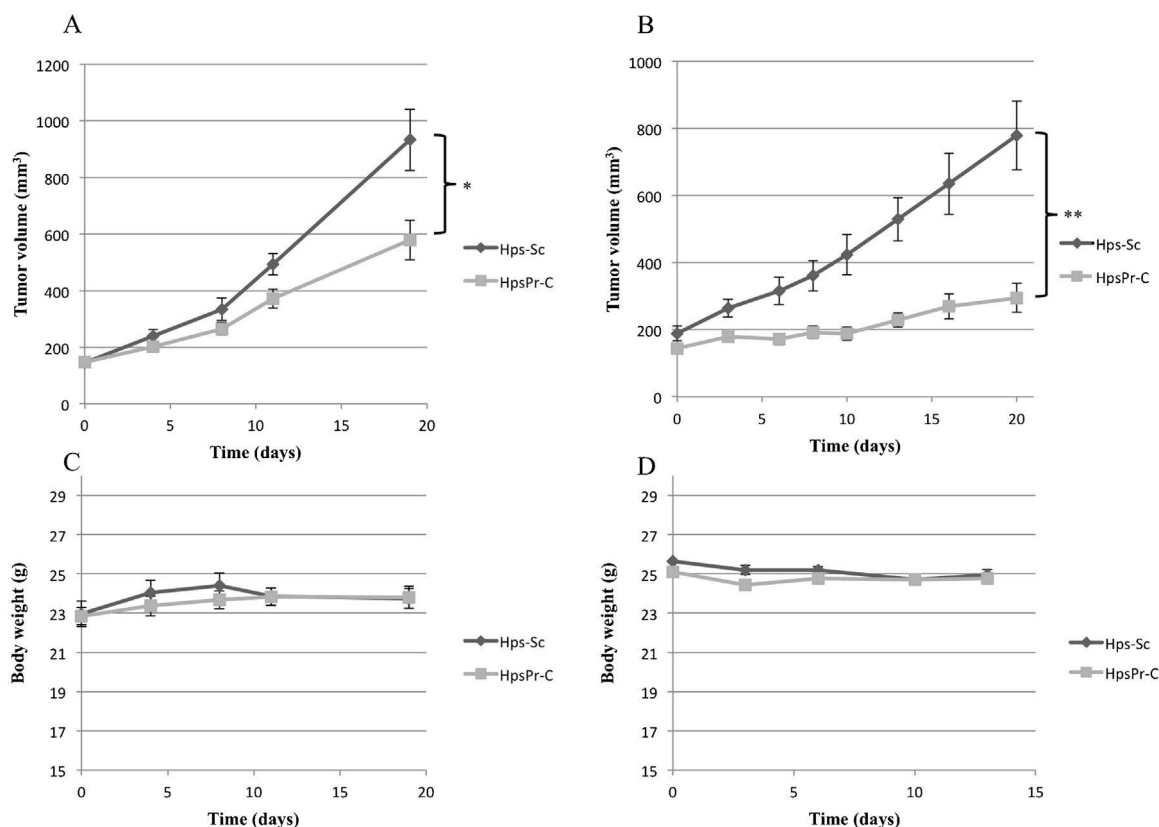 A
1200
1000
800
600
400
200
0
0 5 10 15 20
Tumor volume (mm³)
Time (days)
*
Hps-Sc
HpsPr-C
B
1000
800
600
400
200
0
0 5 10 15 20
Tumor volume (mm³)
Time (days)
**
Hps-Sc
HpsPr-C
C
29
27
25
23
21
19
17
15
0 5 10 15 20
Body weight (g)
Time (days)
Hps-Sc
HpsPr-C
D
29
27
25
23
21
19
17
15
0 5 10 15
Body weight (g)
Time (days)
Hps-Sc
HpsPr-C